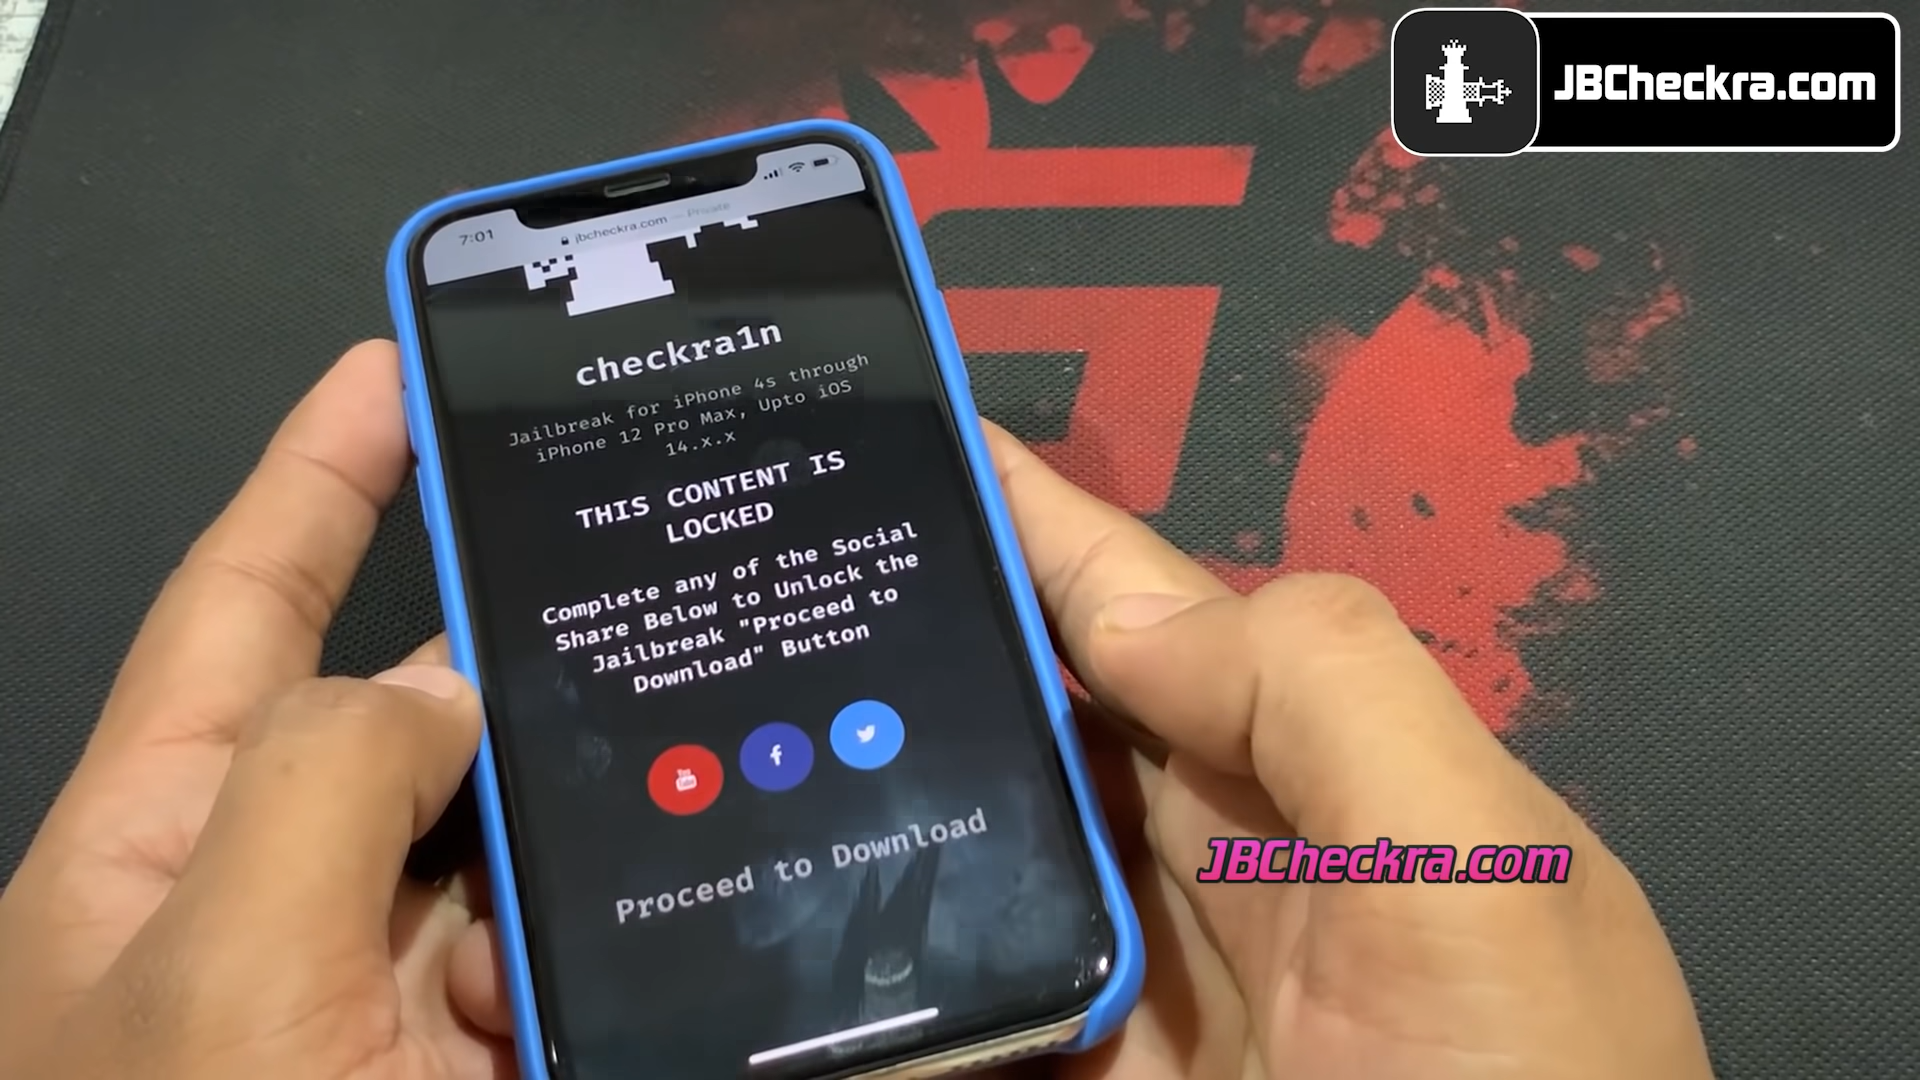 JBCheckra.com
7:01
jbcheckra.com — Private
checkra1n
Jailbreak for iPhone 4s through
iPhone 12 Pro Max, Upto iOS
14.x.x
THIS CONTENT IS
LOCKED
Complete any of the Social
Share Below to Unlock the
Jailbreak "Proceed to
Download" Button
You
Tube
f
Proceed to Download
JBCheckra.com